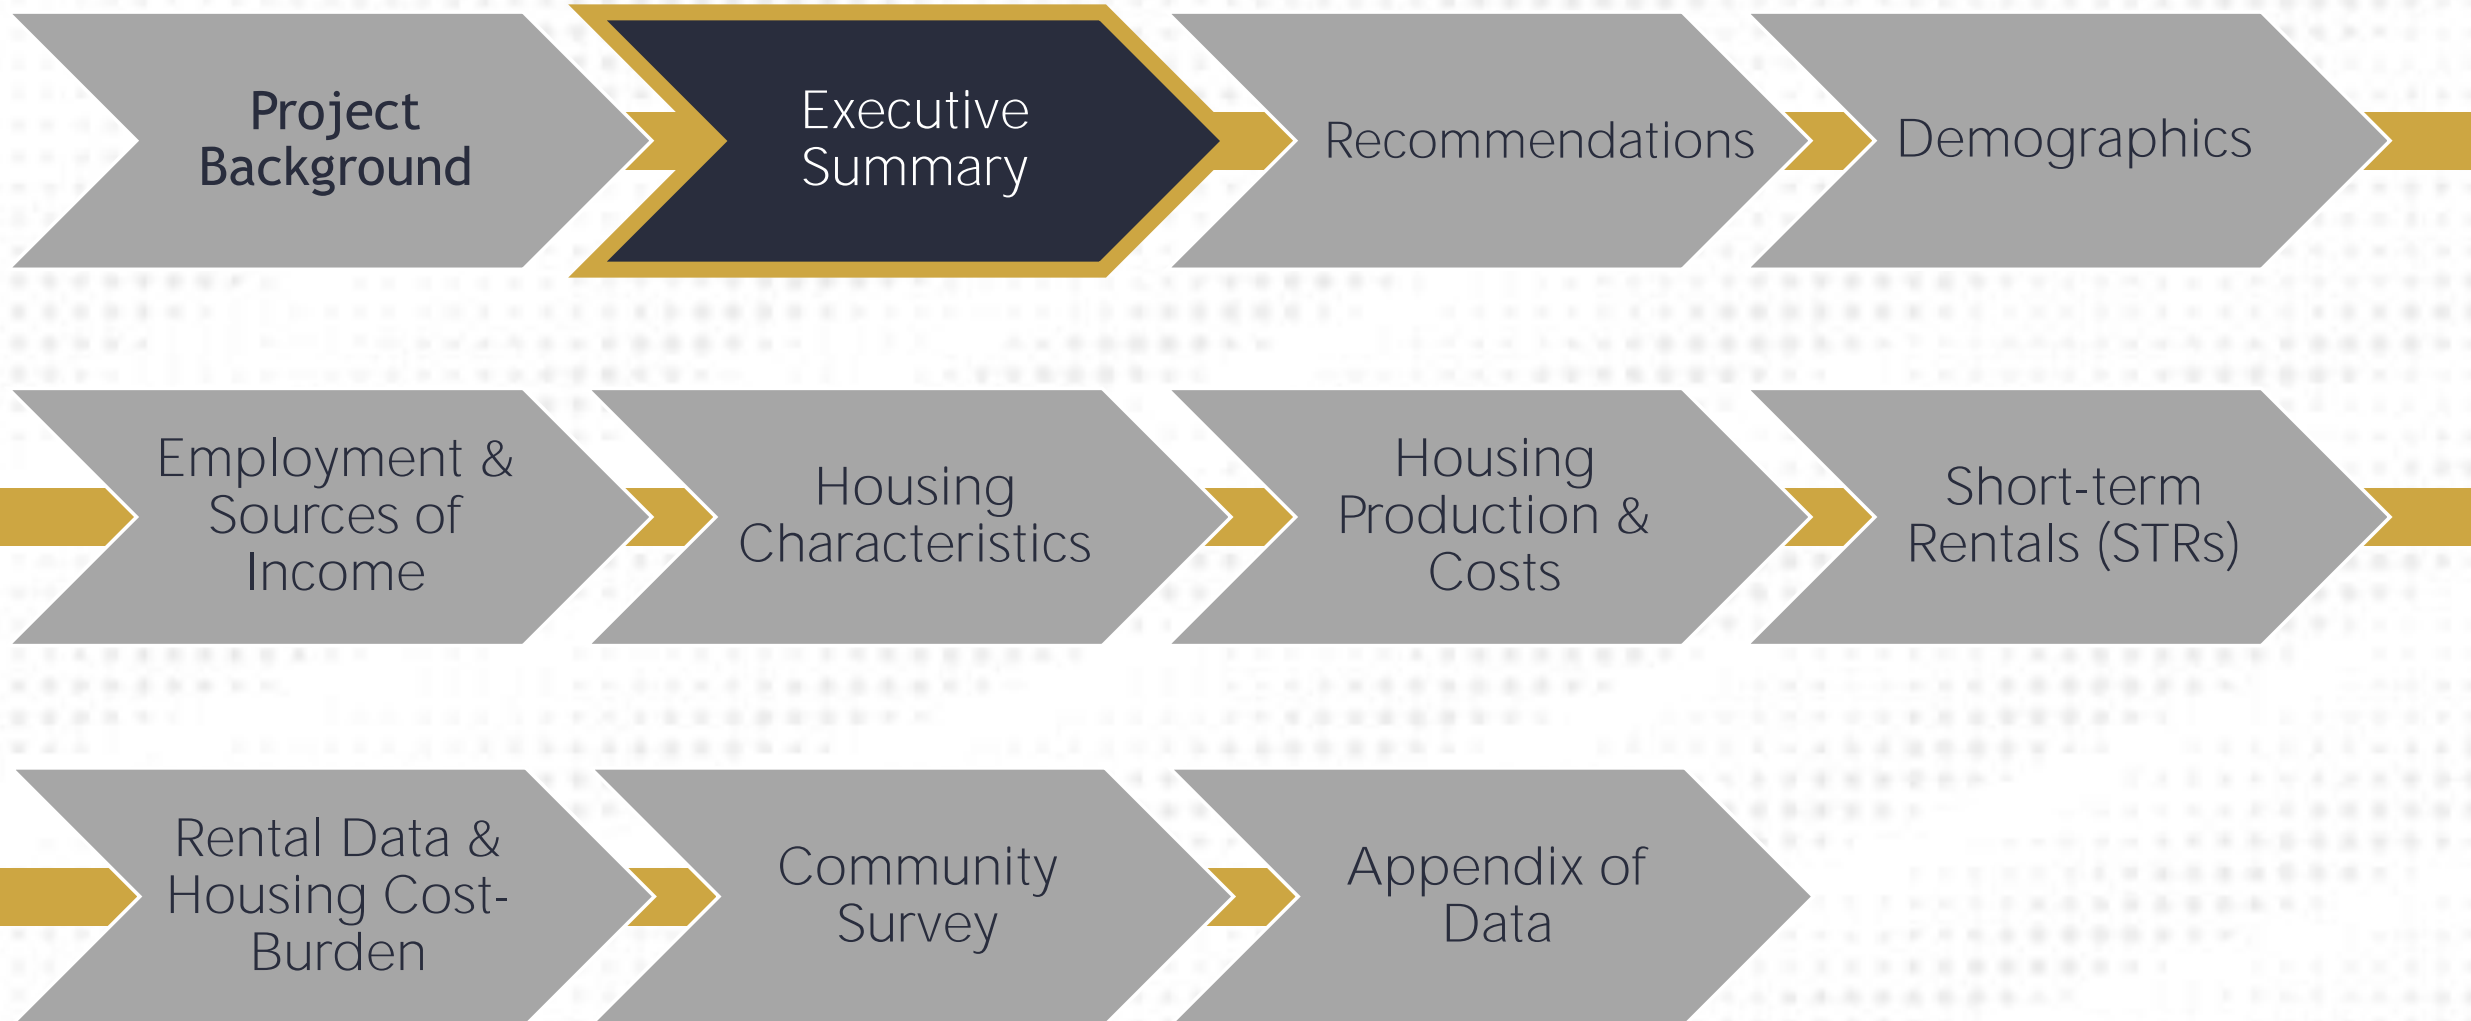 Project
Background
Executive
Summary
Recommendations
Demographics
Employment &
Sources of
Income
Housing
Characteristics
Housing
Production &
Costs
Short-term
Rentals (STRs)
Rental Data &
Housing Cost-
Burden
Community
Survey
Appendix of
Data